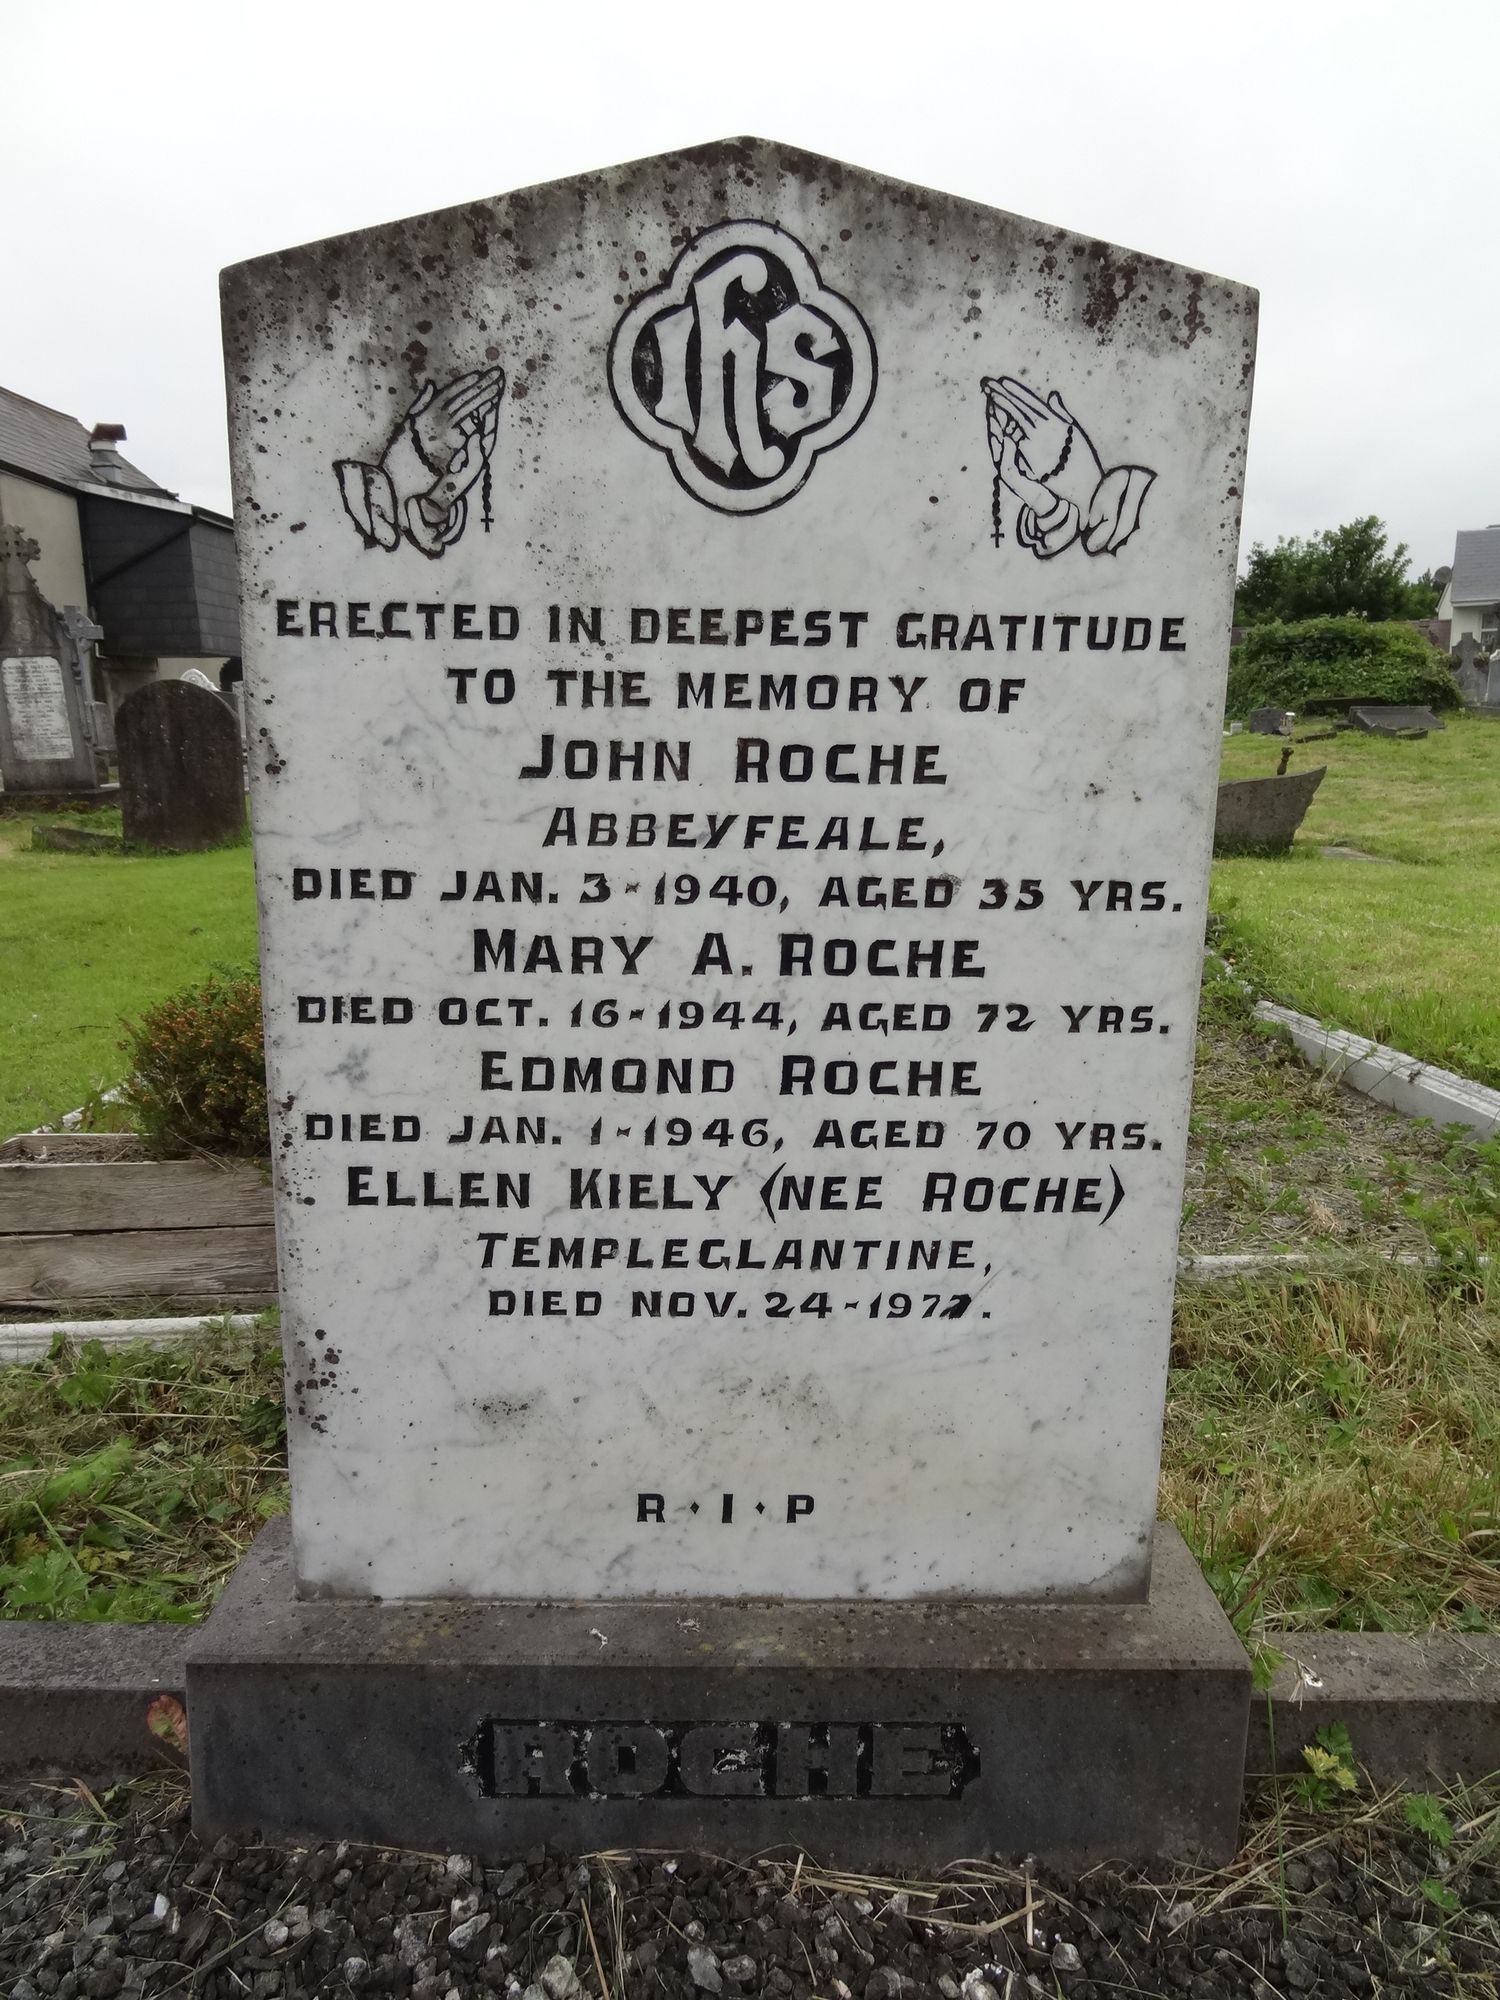 IHS
ERECTED IN DEEPEST GRATITUDE
TO THE MEMORY OF
JOHN ROCHE
ABBEYFEALE,
DIED JAN. 3-1940, AGED 35 YRS.
MARY A. ROCHE
DIED OCT. 16-1944, AGED 72 YRS.
EDMOND ROCHE
DIED JAN. 1-1946, AGED 70 YRS.
ELLEN KIELY (NEE ROCHE)
TEMPLEGLANTINE,
DIED NOV. 24-1977.
R·I·P
ROCHE